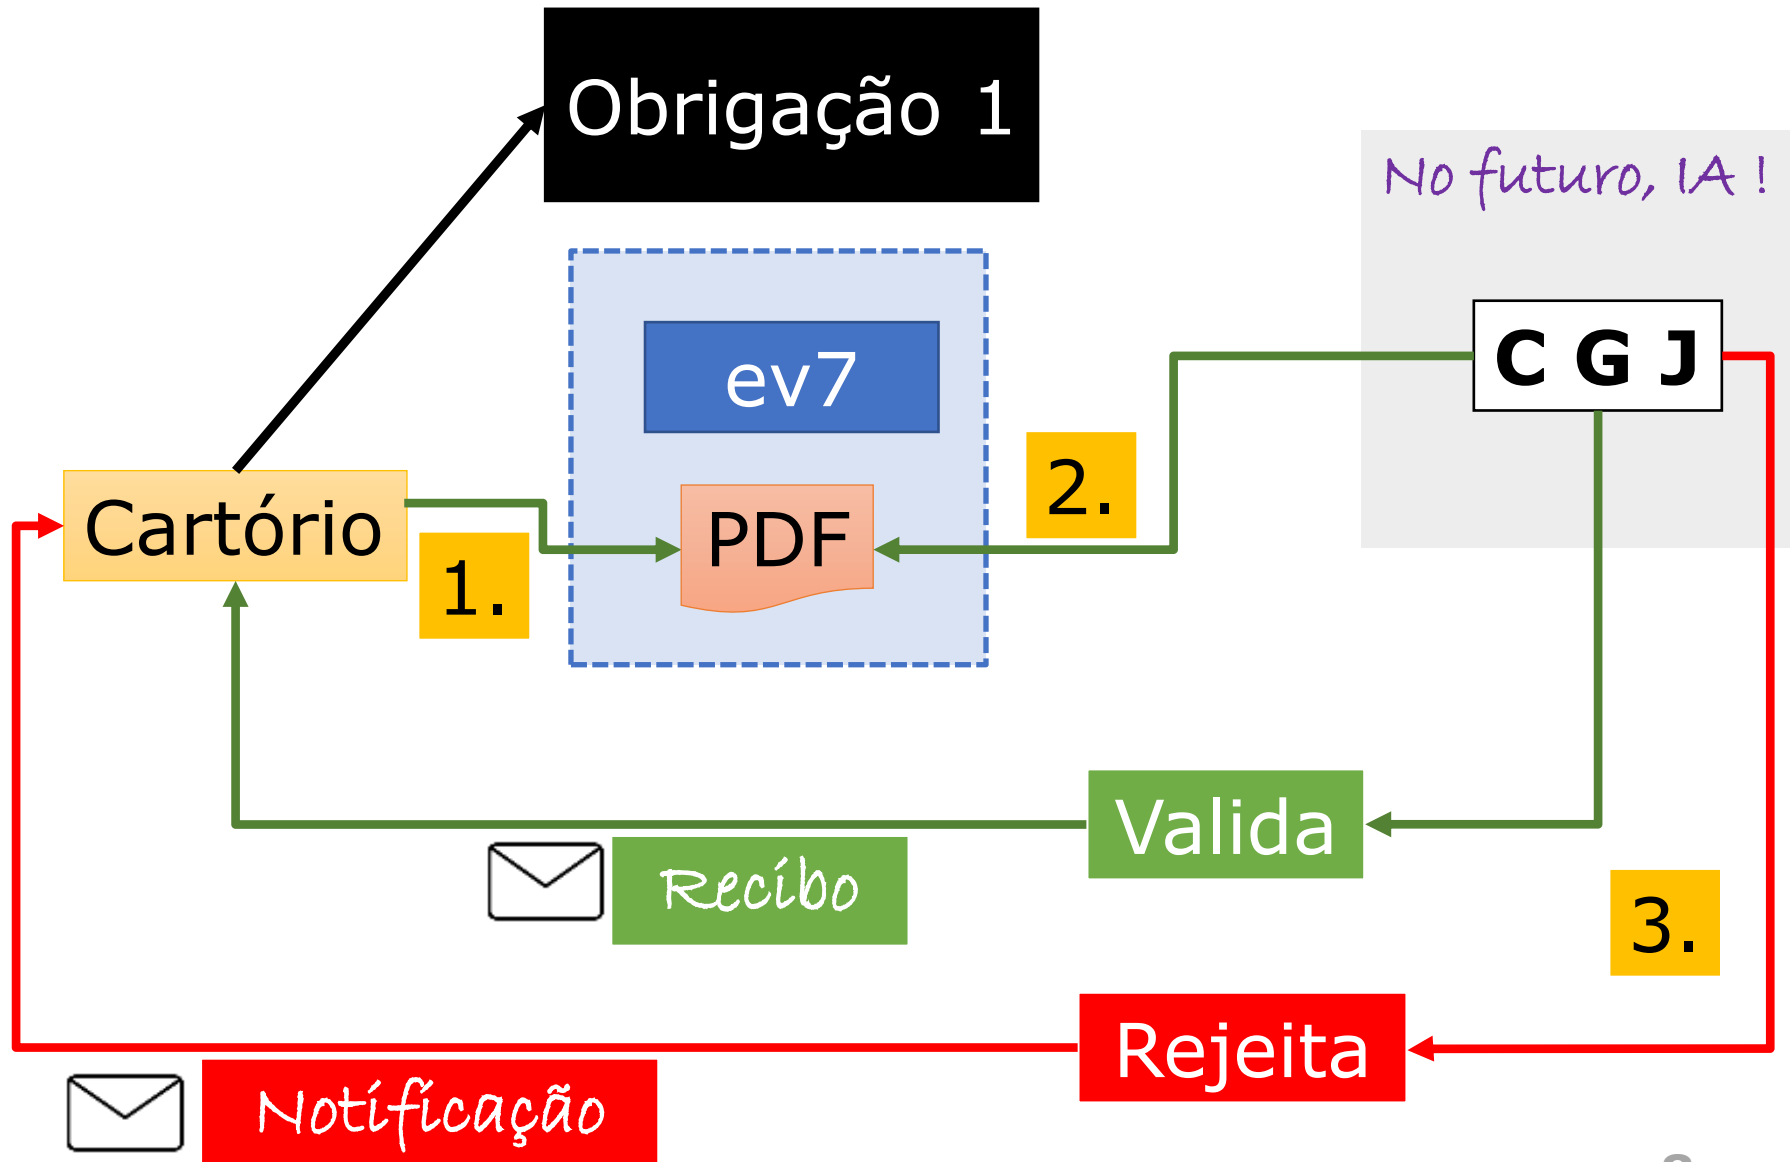 Obrigação 1
No futuro, IA !
ev7
C G J
2.
Cartório
PDF
1.
Valida
Recibo
3.
Rejeita
Notificação